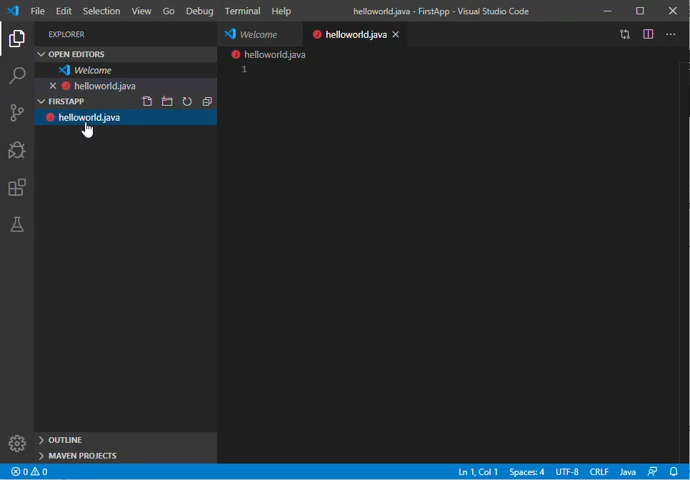 File Edit Selection View Go Debug Terminal Help helloworld.java - FirstApp - Visual Studio Code
EXPLORER
Welcome helloworld.java
OPEN EDITORS
helloworld.java
Welcome
1
helloworld.java
FIRSTAPP
helloworld.java
OUTLINE
MAVEN PROJECTS
0 0 Ln 1, Col 1 Spaces: 4 UTF-8 CRLF Java